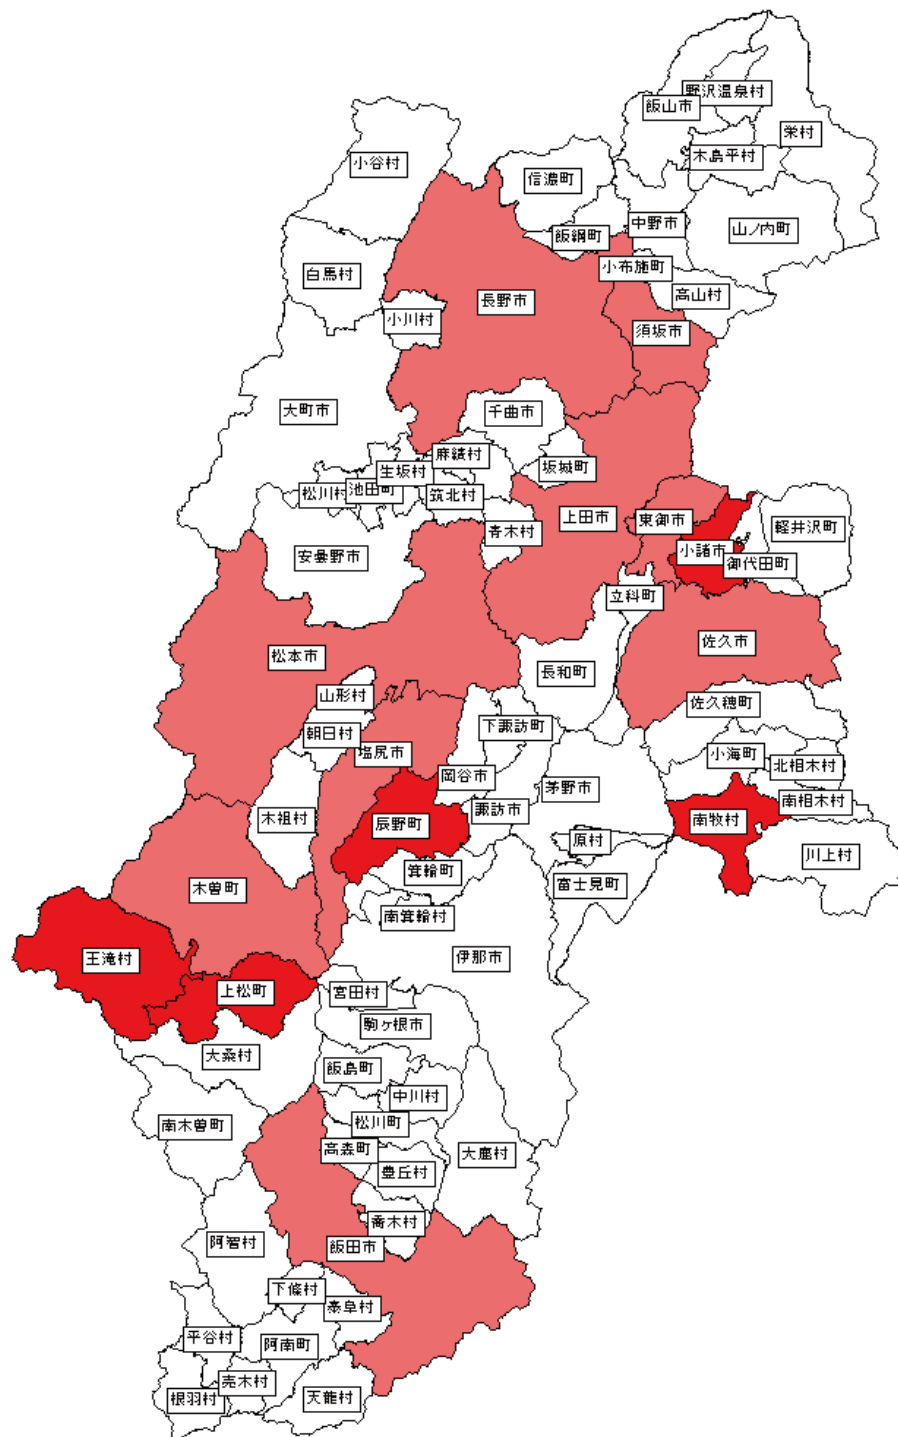 野沢温泉村
飯山市
栄村
木島平村
小谷村
信濃町
中野市
山ノ内町
飯綱町
小布施町
白馬村
高山村
長野市
小川村
須坂市
大町市
千曲市
麻績村
坂城町
生坂村
松川村
池田町
筑北村
上田市
東御市
軽井沢町
青木村
小諸市
安曇野市
御代田町
立科町
佐久市
松本市
長和町
山形村
佐久穂町
下諏訪町
朝日村
塩尻市
小海町
北相木村
岡谷市
茅野市
南相木村
諏訪市
木祖村
辰野町
南牧村
原村
川上村
箕輪町
木曽町
富士見町
南箕輪村
王滝村
伊那市
上松町
宮田村
駒ヶ根市
大桑村
飯島町
中川村
南木曽町
松川町
高森町
大鹿村
豊丘村
喬木村
阿智村
飯田市
下條村
泰阜村
平谷村
阿南町
売木村
根羽村
天龍村